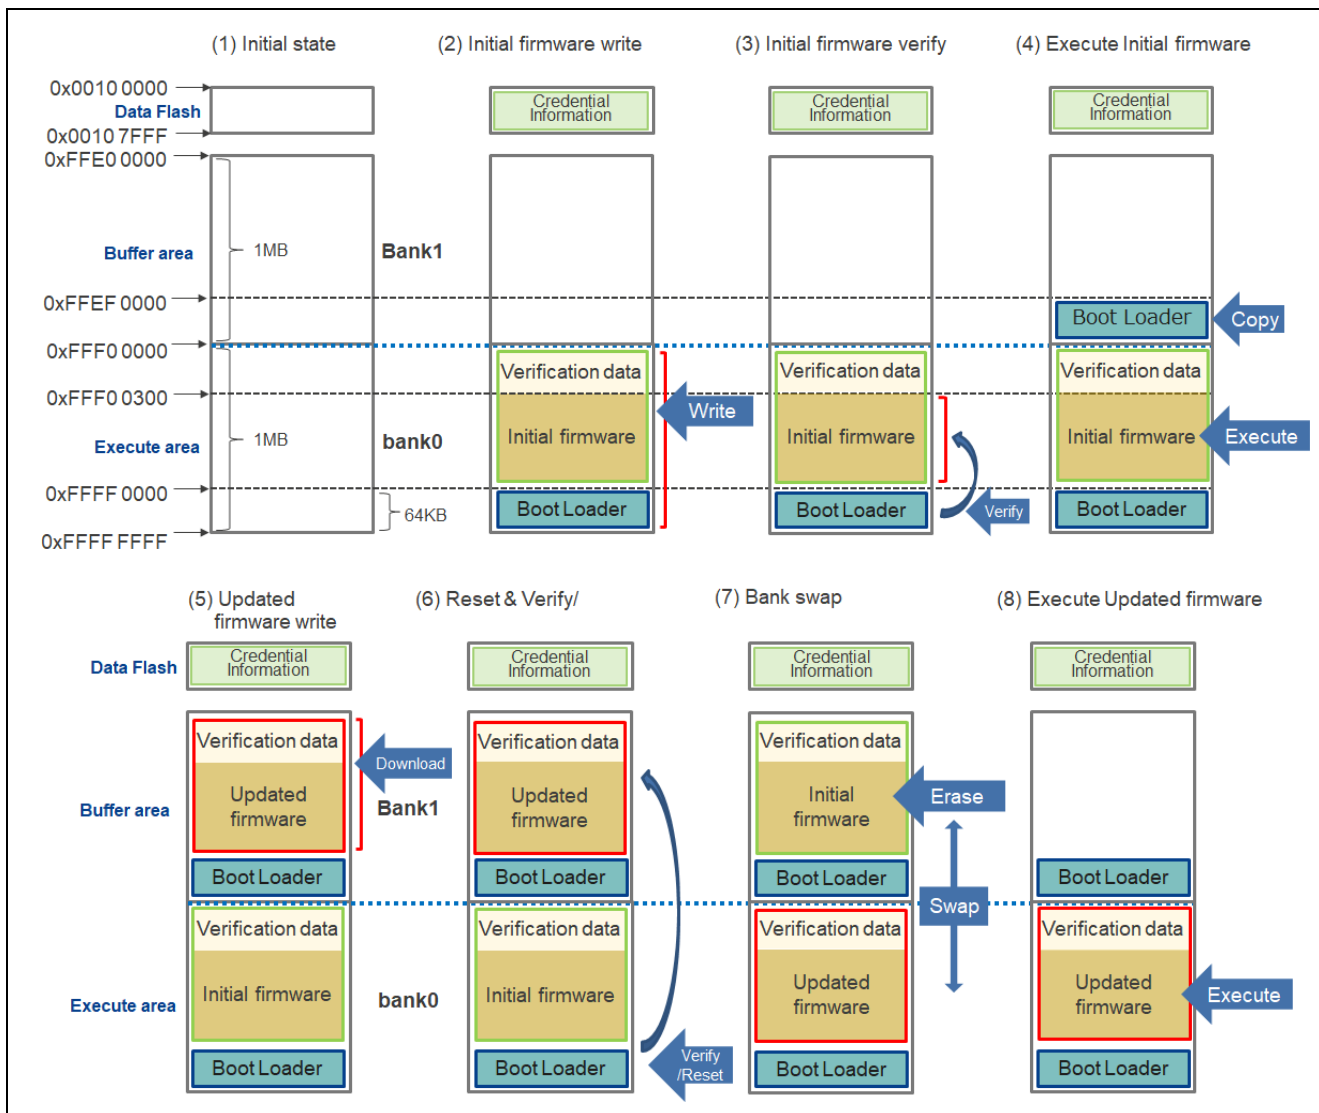 (1) Initial state
(2) Initial firmware write
(3) Initial firmware verify
(4) Execute Initial firmware
0x0010 0000
Data Flash
0x0010 7FFF
0xFFE0 0000
Buffer area
1MB
Bank1
0xFFEF 0000
0xFFF0 0000
0xFFF0 0300
Execute area
1MB
bank0
0xFFFF 0000
64KB
0xFFFF FFFF
Credential
Information
Verification data
Initial firmware
Boot Loader
Write
Credential
Information
Verification data
Initial firmware
Boot Loader
Verify
Credential
Information
Boot Loader
Copy
Verification data
Initial firmware
Execute
Boot Loader
(5) Updated
firmware write
(6) Reset & Verify/
(7) Bank swap
(8) Execute Updated firmware
Data Flash
Buffer area
Execute area
Credential
Information
Verification data
Updated
firmware
Download
Bank1
Boot Loader
Verification data
Initial firmware
bank0
Boot Loader
Credential
Information
Verification data
Updated
firmware
Boot Loader
Verification data
Initial firmware
Boot Loader
Verify
/Reset
Credential
Information
Verification data
Initial
firmware
Erase
Boot Loader
Swap
Verification data
Updated
firmware
Boot Loader
Credential
Information
Boot Loader
Verification data
Updated
firmware
Execute
Boot Loader